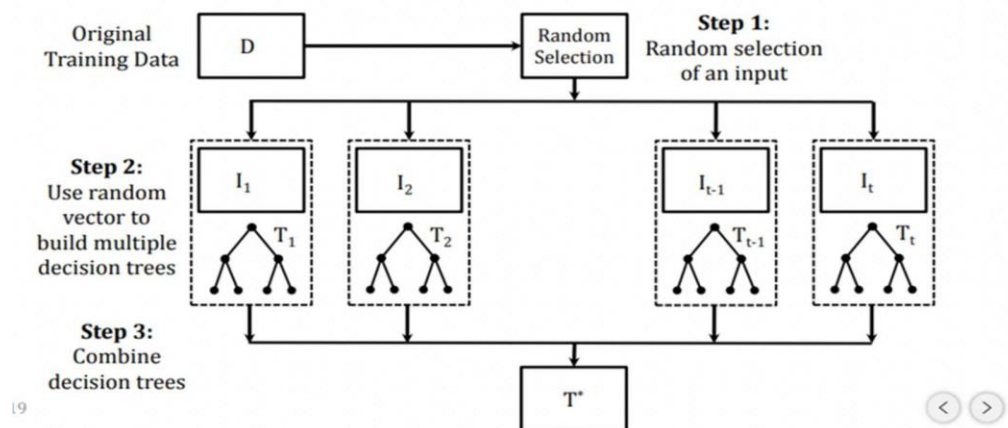 Original
Training Data
D
Random
Selection
Step 1:
Random selection
of an input
Step 2:
Use random
vector to
build multiple
decision trees
I₁
T₁
I₂
T₂
Iₜ₋₁
Tₜ₋₁
Iₜ
Tₜ
Step 3:
Combine
decision trees
T*
19